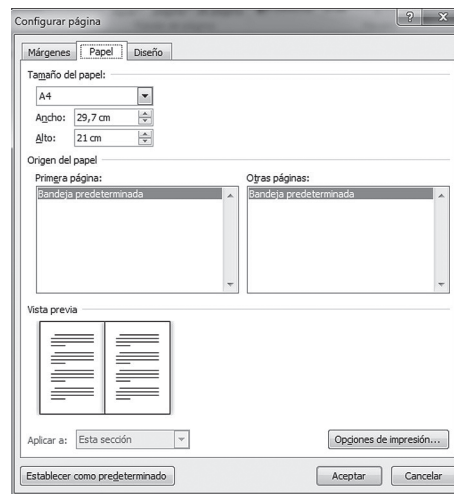 Configurar página
? X
Márgenes Papel Diseño
Tamaño del papel:
A4
Ancho: 29,7 cm
Alto: 21 cm
Origen del papel
Primera página: Otras páginas:
Bandeja predeterminada Bandeja predeterminada
Vista previa
Aplicar a: Esta sección Opciones de impresión...
Establecer como predeterminado Aceptar Cancelar